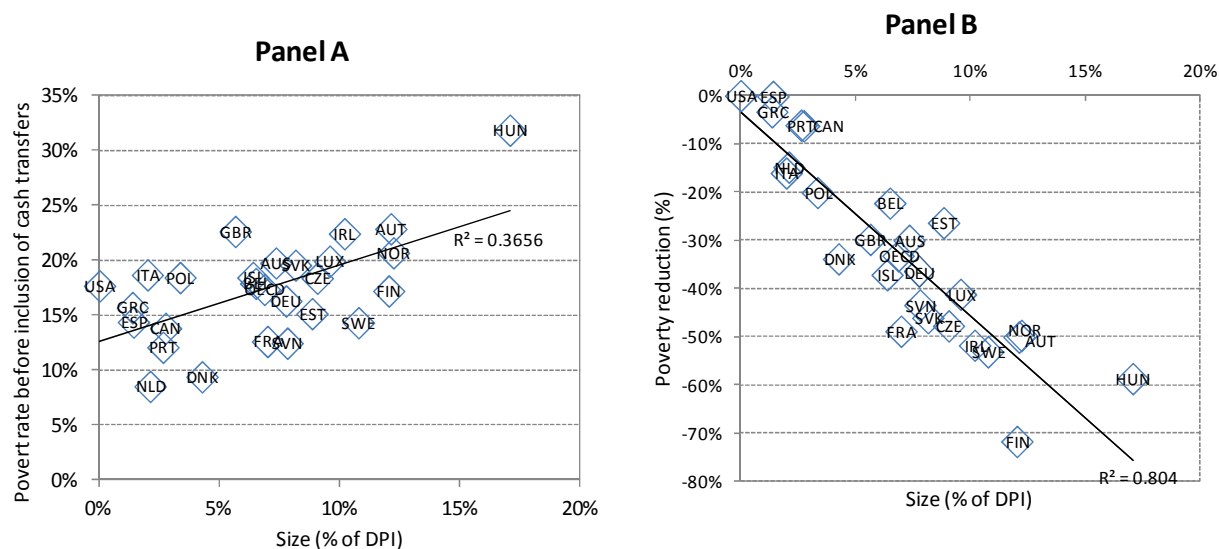 Panel A
Povert rate before inclusion of cash transfers
35%
30%
25%
20%
15%
10%
5%
0%
HUN
GBR
IRL
AUT
NOR
R² = 0.3656
USA
ITA
POL
AUS
SVK
LUX
ISL
BEL
OECD
CZE
FIN
GRC
ESP
CAN
DEU
EST
SWE
PRT
FRA
SVN
NLD
DNK
0%
5%
10%
15%
20%
Size (% of DPI)
Panel B
0%
5%
10%
15%
20%
Poverty reduction (%)
0%
-10%
-20%
-30%
-40%
-50%
-60%
-70%
-80%
USA
ESP
GRC
PRT
CAN
NLD
ITA
POL
BEL
EST
GBR
AUS
DNK
OECD
ISL
DEU
LUX
SVN
SVK
CZE
FRA
NOR
AUT
IRL
SWE
HUN
FIN
R² = 0.804
Size (% of DPI)